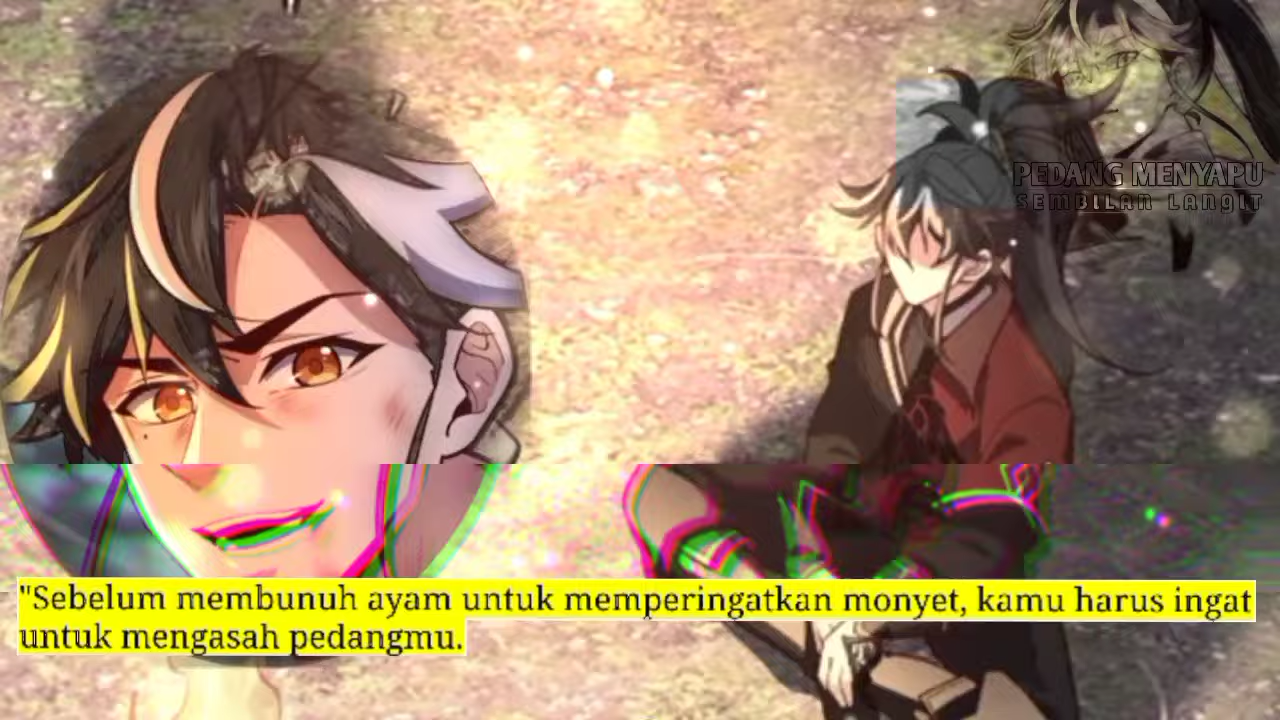 PEDANG MENYAPU
SEMBILAN LANGIT
"Sebelum membunuh ayam untuk memperingatkan monyet, kamu harus ingat
untuk mengasah pedangmu.